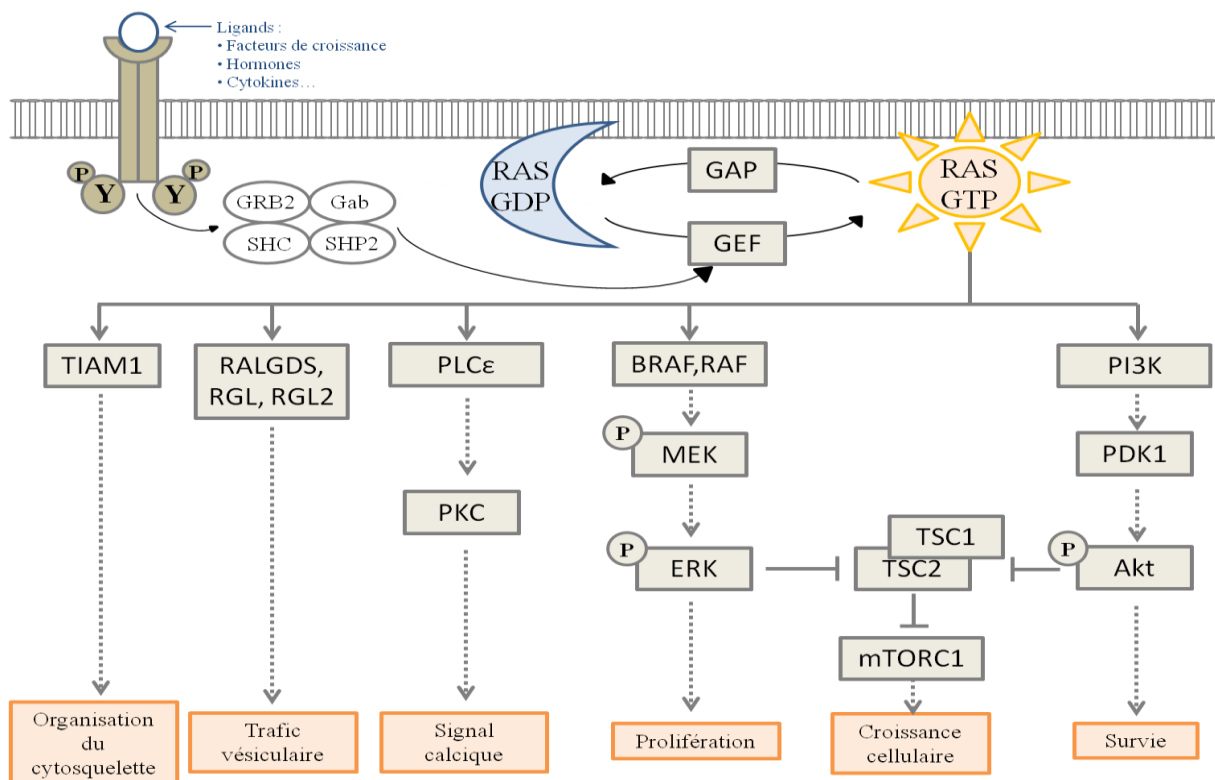 Ligands :
• Facteurs de croissance
• Hormones
• Cytokines…
P
Y
Y
P
GRB2
Gab
SHC
SHP2
RAS
GDP
GAP
GEF
RAS
GTP
TIAM1
RALGDS,
RGL, RGL2
PLCε
BRAF,RAF
PI3K
P
MEK
PDK1
PKC
P
ERK
TSC1
TSC2
P
Akt
mTORC1
Organisation
du
cytosquelette
Trafic
vésiculaire
Signal
calcique
Prolifération
Croissance
cellulaire
Survie